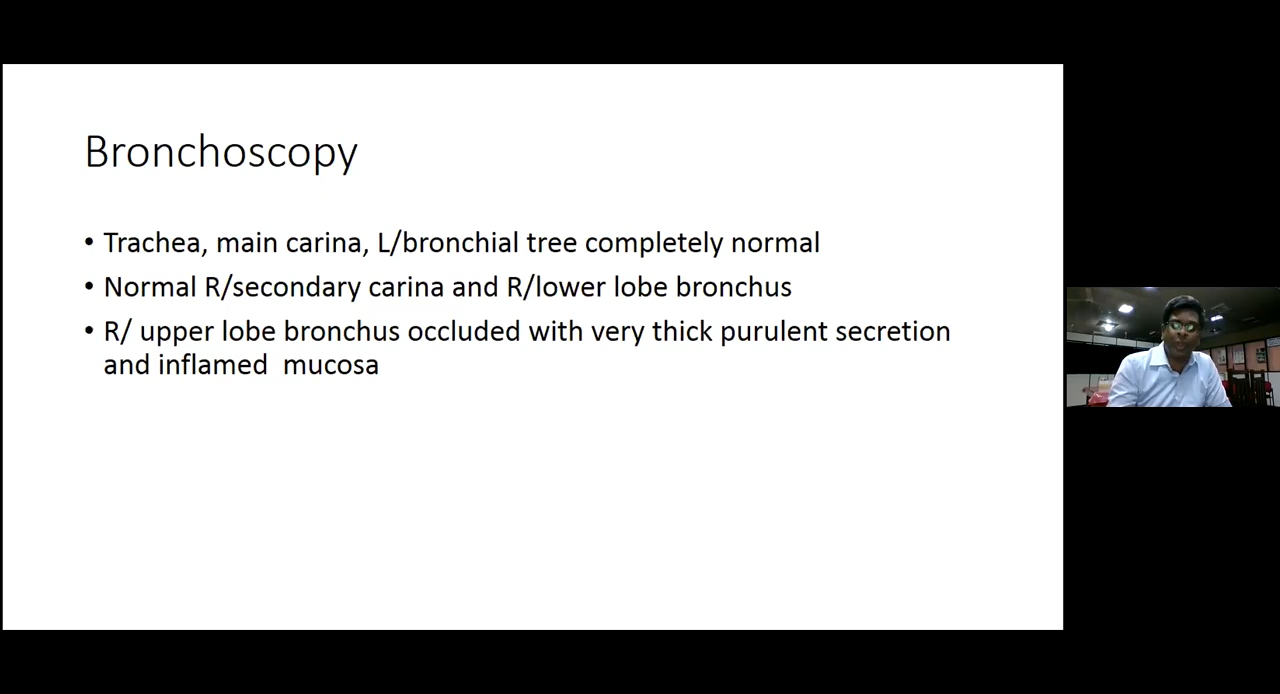 Bronchoscopy
• Trachea, main carina, L/bronchial tree completely normal
• Normal R/secondary carina and R/lower lobe bronchus
• R/ upper lobe bronchus occluded with very thick purulent secretion
and inflamed  mucosa